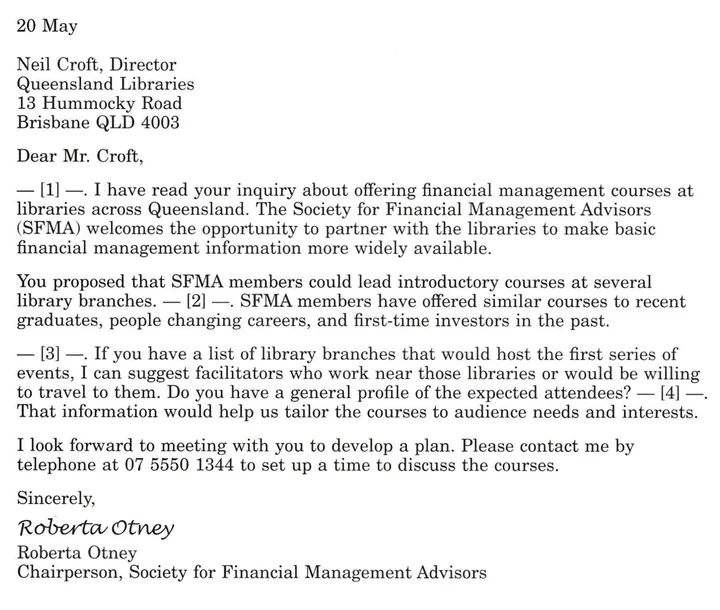 20 May
Neil Croft, Director
Queensland Libraries
13 Hummocky Road
Brisbane QLD 4003
Dear Mr. Croft,
— [1] —. I have read your inquiry about offering financial management courses at
libraries across Queensland. The Society for Financial Management Advisors
(SFMA) welcomes the opportunity to partner with the libraries to make basic
financial management information more widely available.
You proposed that SFMA members could lead introductory courses at several
library branches. — [2] —. SFMA members have offered similar courses to recent
graduates, people changing careers, and first-time investors in the past.
— [3] —. If you have a list of library branches that would host the first series of
events, I can suggest facilitators who work near those libraries or would be willing
to travel to them. Do you have a general profile of the expected attendees? — [4] —.
That information would help us tailor the courses to audience needs and interests.
I look forward to meeting with you to develop a plan. Please contact me by
telephone at 07 5550 1344 to set up a time to discuss the courses.
Sincerely,
Roberta Otney
Roberta Otney
Chairperson, Society for Financial Management Advisors